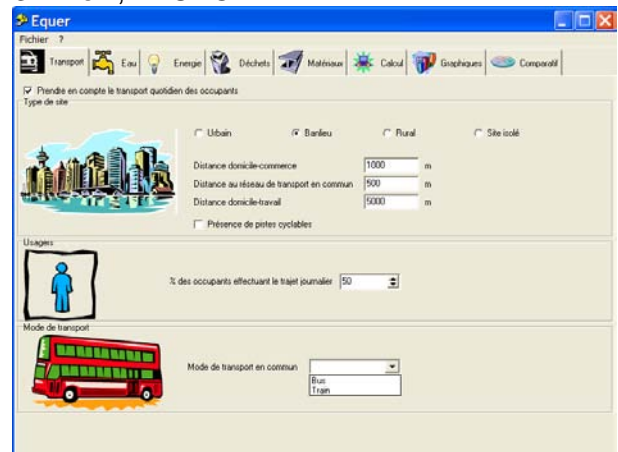 Equer
Fichier ?
Transport Eau Energie Déchets Matériaux Calcul Graphiques Comparatif
Prendre en compte le transport quotidien des occupants
Type de site
Urbain Banlieu Rural Site isolé
Distance domicile-commerce 1000 m
Distance au réseau de transport en commun 500 m
Distance domicile-travail 5000 m
Présence de pistes cyclables
Usagers
% des occupants effectuant le trajet journalier 50
Mode de transport
Mode de transport en commun
Bus
Train